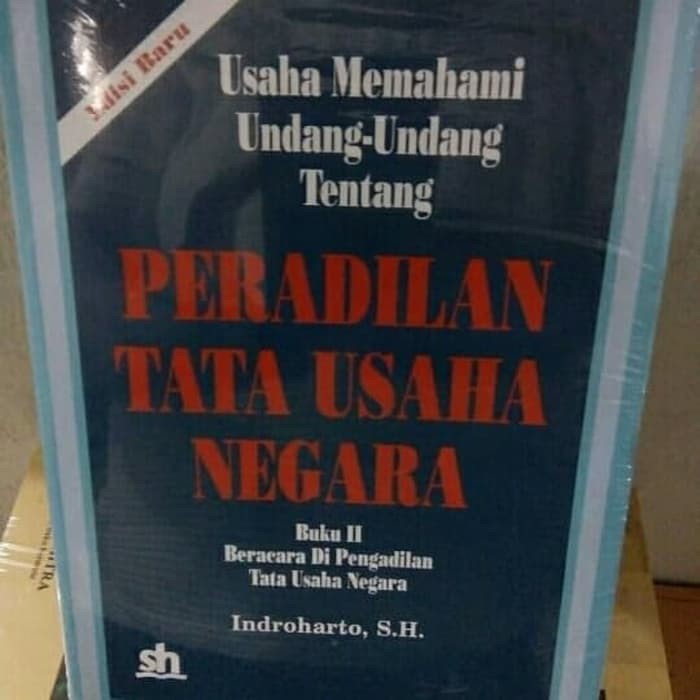 Edisi Baru
Usaha Memahami
Undang-Undang
Tentang
PERADILAN
TATA USAHA
NEGARA
Buku II
Beracara Di Pengadilan
Tata Usaha Negara
Indroharto, S.H.
sh